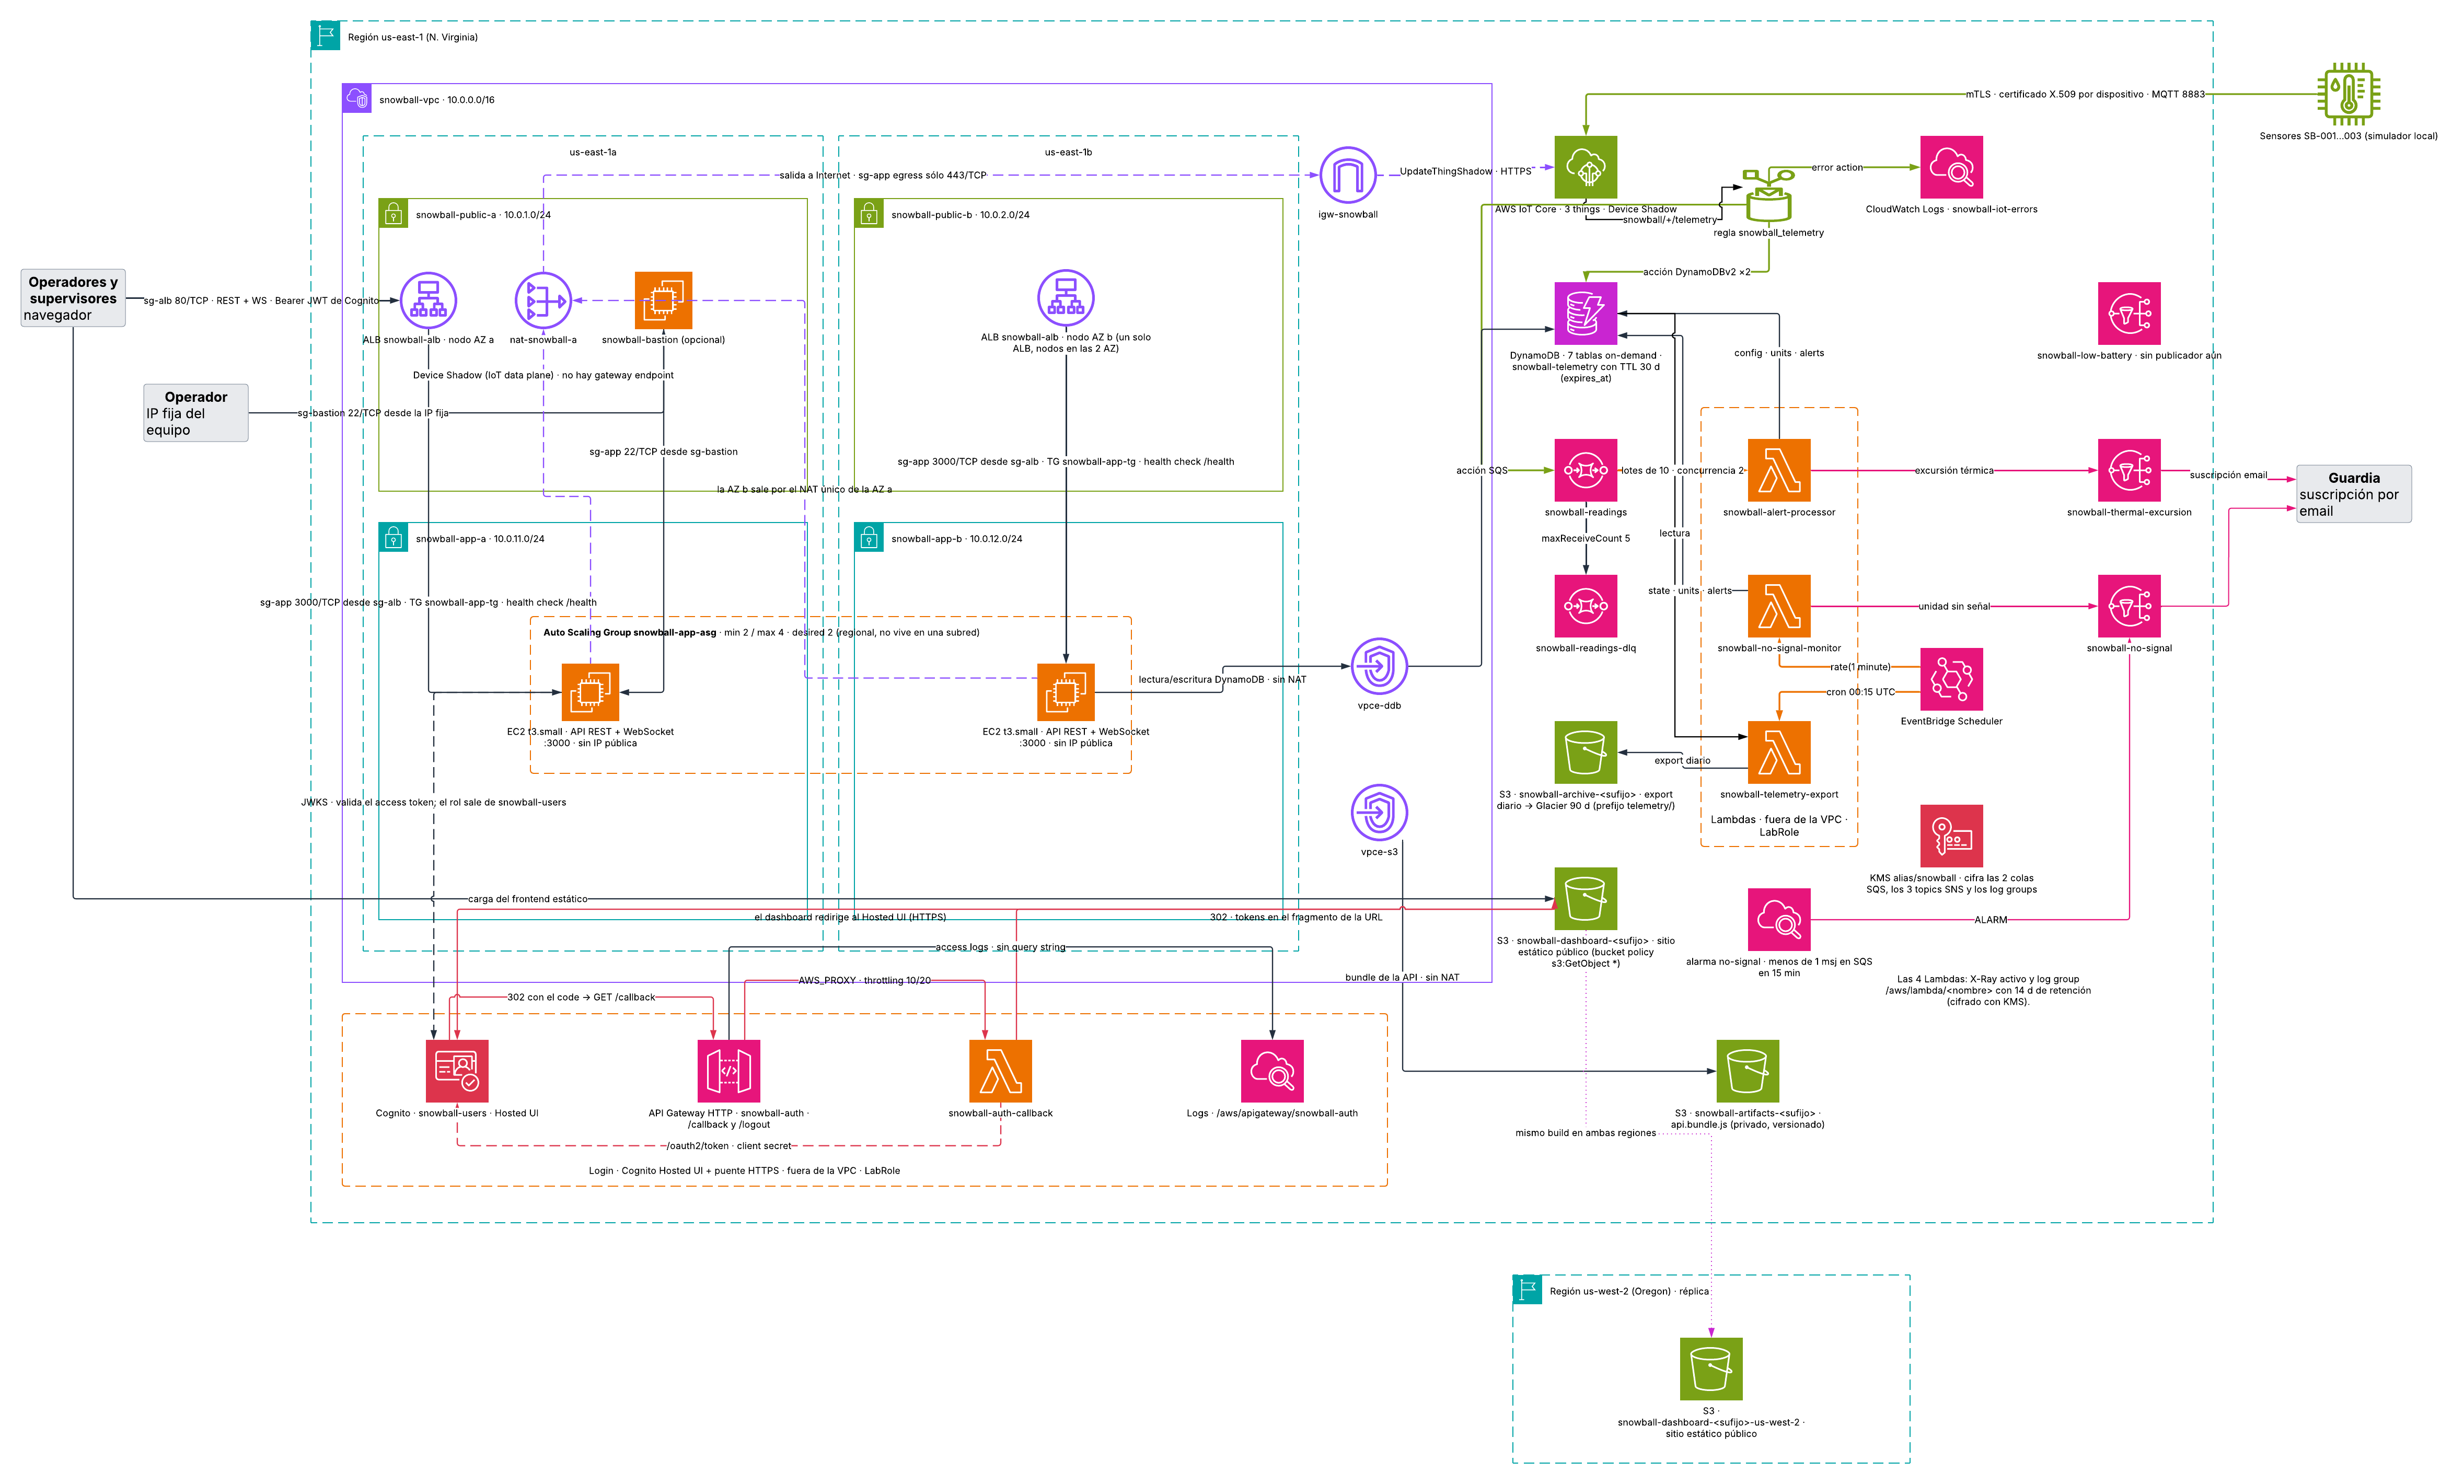 Región us-east-1 (N. Virginia)
snowball-vpc · 10.0.0.0/16
mTLS · certificado X.509 por dispositivo · MQTT 8883
Sensores SB-001...003 (simulador local)
us-east-1a
us-east-1b
salida a Internet · sg-app egress sólo 443/TCP
igw-snowball
UpdateThingShadow · HTTPS
AWS IoT Core · 3 things · Device Shadow
snowball/+/telemetry
error action
CloudWatch Logs · snowball-iot-errors
regla snowball_telemetry
snowball-public-a · 10.0.1.0/24
snowball-public-b · 10.0.2.0/24
Operadores y
supervisores
navegador
sg-alb 80/TCP · REST + WS · Bearer JWT de Cognito
ALB snowball-alb · nodo AZ a
nat-snowball-a
snowball-bastion (opcional)
ALB snowball-alb · nodo AZ b (un solo
ALB, nodos en las 2 AZ)
acción DynamoDBv2 ×2
DynamoDB · 7 tablas on-demand ·
snowball-telemetry con TTL 30 d
(expires_at)
config · units · alerts
snowball-low-battery · sin publicador aún
Device Shadow (IoT data plane) · no hay gateway endpoint
Operador
IP fija del
equipo
sg-bastion 22/TCP desde la IP fija
sg-app 22/TCP desde sg-bastion
sg-app 3000/TCP desde sg-alb · TG snowball-app-tg · health check /health
la AZ b sale por el NAT único de la AZ a
acción SQS
lotes de 10 · concurrencia 2
excursión térmica
suscripción email
Guardia
suscripción por
email
snowball-readings
snowball-alert-processor
snowball-thermal-excursion
maxReceiveCount 5
lectura
snowball-app-a · 10.0.11.0/24
snowball-app-b · 10.0.12.0/24
sg-app 3000/TCP desde sg-alb · TG snowball-app-tg · health check /health
state · units · alerts
unidad sin señal
snowball-readings-dlq
snowball-no-signal-monitor
snowball-no-signal
Auto Scaling Group snowball-app-asg · min 2 / max 4 · desired 2 (regional, no vive en una subred)
rate(1 minute)
lectura/escritura DynamoDB · sin NAT
vpce-ddb
cron 00:15 UTC
EventBridge Scheduler
EC2 t3.small · API REST + WebSocket
:3000 · sin IP pública
EC2 t3.small · API REST + WebSocket
:3000 · sin IP pública
export diario
S3 · snowball-archive-<sufijo> · export
diario → Glacier 90 d (prefijo telemetry/)
snowball-telemetry-export
Lambdas · fuera de la VPC ·
LabRole
JWKS · valida el access token; el rol sale de snowball-users
vpce-s3
KMS alias/snowball · cifra las 2 colas
SQS, los 3 topics SNS y los log groups
carga del frontend estático
el dashboard redirige al Hosted UI (HTTPS)
302 · tokens en el fragmento de la URL
ALARM
S3 · snowball-dashboard-<sufijo> · sitio
estático público (bucket policy
s3:GetObject *)
alarma no-signal · menos de 1 msj en SQS
en 15 min
access logs · sin query string
bundle de la API · sin NAT
AWS_PROXY · throttling 10/20
302 con el code → GET /callback
Las 4 Lambdas: X-Ray activo y log group
/aws/lambda/<nombre> con 14 d de retención
(cifrado con KMS).
Cognito · snowball-users · Hosted UI
API Gateway HTTP · snowball-auth ·
/callback y /logout
snowball-auth-callback
Logs · /aws/apigateway/snowball-auth
S3 · snowball-artifacts-<sufijo> ·
api.bundle.js (privado, versionado)
mismo build en ambas regiones
/oauth2/token · client secret
Login · Cognito Hosted UI + puente HTTPS · fuera de la VPC · LabRole
Región us-west-2 (Oregon) · réplica
S3 ·
snowball-dashboard-<sufijo>-us-west-2 ·
sitio estático público